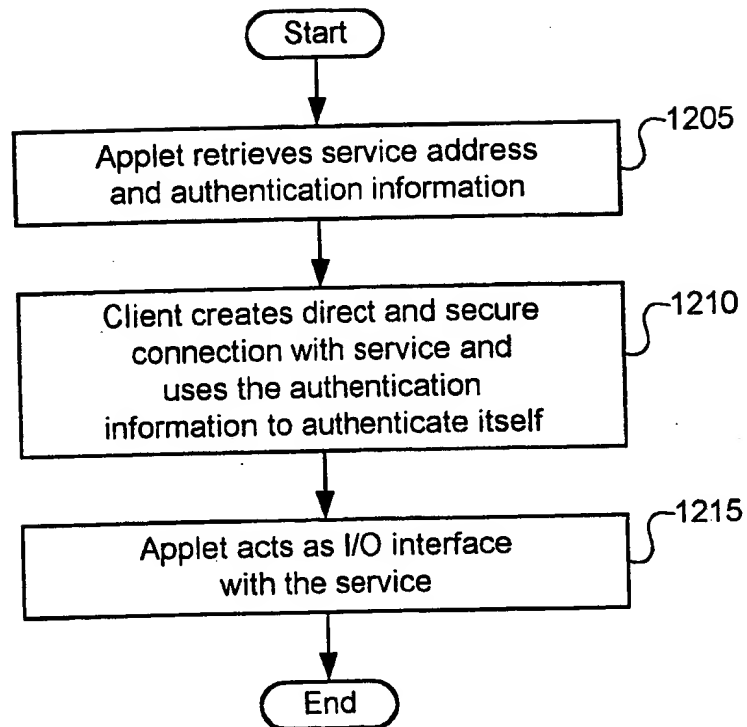 Start
1205
Applet retrieves service address
and authentication information
1210
Client creates direct and secure
connection with service and
uses the authentication
information to authenticate itself
1215
Applet acts as I/O interface
with the service
End